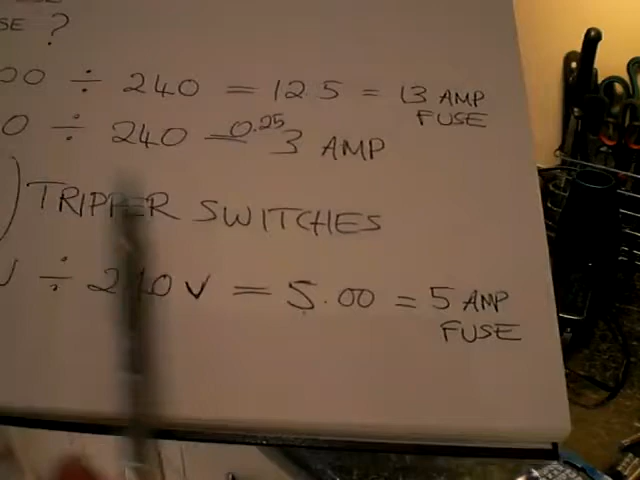 SE ?
00 ÷ 240 = 12.5 = 13 AMP
FUSE
0 ÷ 240 = 0.25 3 AMP
) TRIPPER SWITCHES
÷ 240 V = 5.00 = 5 AMP
FUSE